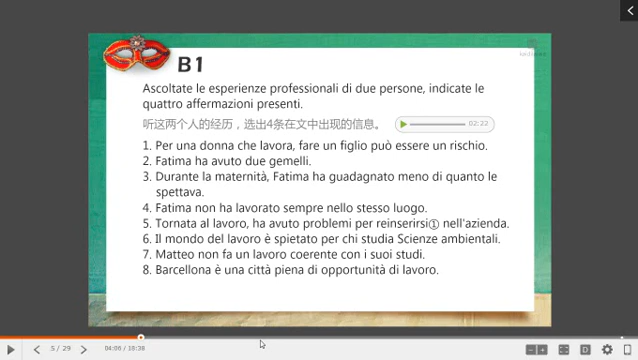 B1
Ascoltate le esperienze professionali di due persone, indicate le
quattro affermazioni presenti.
听这两个人的经历，选出4条在文中出现的信息。
02:22
1. Per una donna che lavora, fare un figlio può essere un rischio.
2. Fatima ha avuto due gemelli.
3. Durante la maternità, Fatima ha guadagnato meno di quanto le
spettava.
4. Fatima non ha lavorato sempre nello stesso luogo.
5. Tornata al lavoro, ha avuto problemi per reinserirsi① nell'azienda.
6. Il mondo del lavoro è spietato per chi studia Scienze ambientali.
7. Matteo non fa un lavoro coerente con i suoi studi.
8. Barcellona è una città piena di opportunità di lavoro.
5 / 29
04:06 / 18:38
D